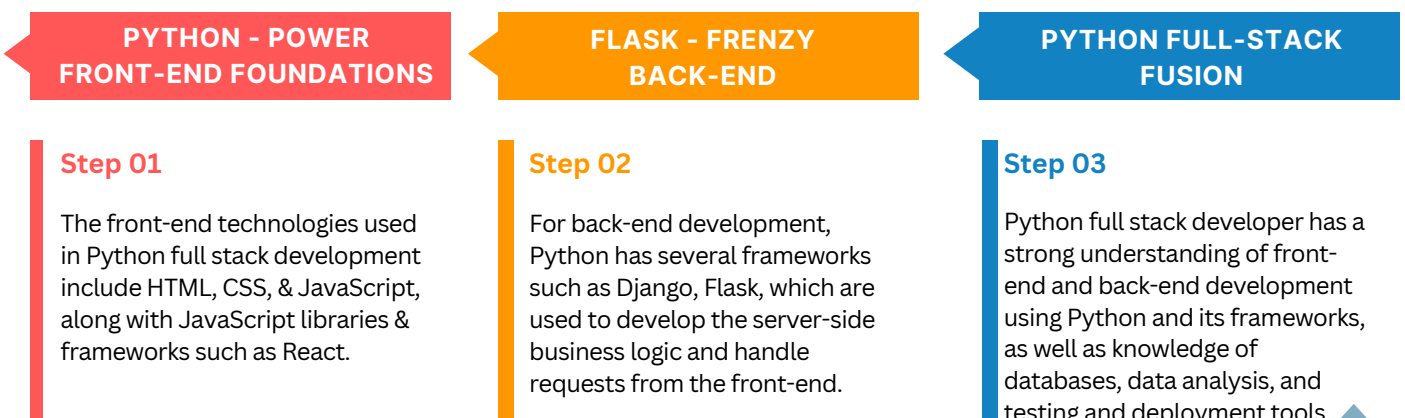 PYTHON - POWER
FRONT-END FOUNDATIONS
Step 01
The front-end technologies used
in Python full stack development
include HTML, CSS, & JavaScript,
along with JavaScript libraries &
frameworks such as React.
FLASK - FRENZY
BACK-END
Step 02
For back-end development,
Python has several frameworks
such as Django, Flask, which are
used to develop the server-side
business logic and handle
requests from the front-end.
PYTHON FULL-STACK
FUSION
Step 03
Python full stack developer has a
strong understanding of front-
end and back-end development
using Python and its frameworks,
as well as knowledge of
databases, data analysis, and
testing and deployment tools